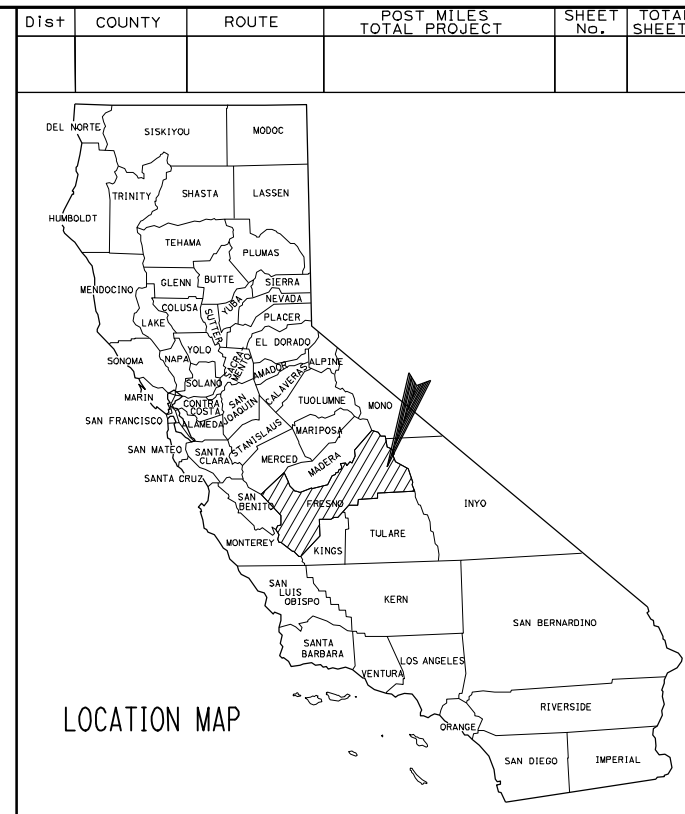 Dist COUNTY ROUTE POST MILES TOTAL PROJECT SHEET No. TOTAL SHEET
DEL NORTE
SISKIYOU
MODOC
TRINITY
SHASTA
LASSEN
HUMBOLDT
TEHAMA
PLUMAS
MENDOCINO
GLENN
BUTTE
SIERRA
NEVADA
COLUSA
YUBA
SUTTER
PLACER
LAKE
EL DORADO
YOLO
SONOMA
NAPA
SACRA-
MENTO
AMADOR
ALPINE
SOLANO
CALAVERAS
MARIN
CONTRA
COSTA
SAN
JOAQUIN
TUOLUMNE
MONO
SAN FRANCISCO
ALAMEDA
STANISLAUS
MARIPOSA
SAN MATEO
SANTA
CLARA
MERCED
MADERA
SANTA CRUZ
SAN
BENITO
FRESNO
INYO
MONTEREY
KINGS
TULARE
SAN
LUIS
OBISPO
KERN
SAN BERNARDINO
SANTA
BARBARA
VENTURA
LOS ANGELES
LOCATION MAP
ORANGE
RIVERSIDE
SAN DIEGO
IMPERIAL